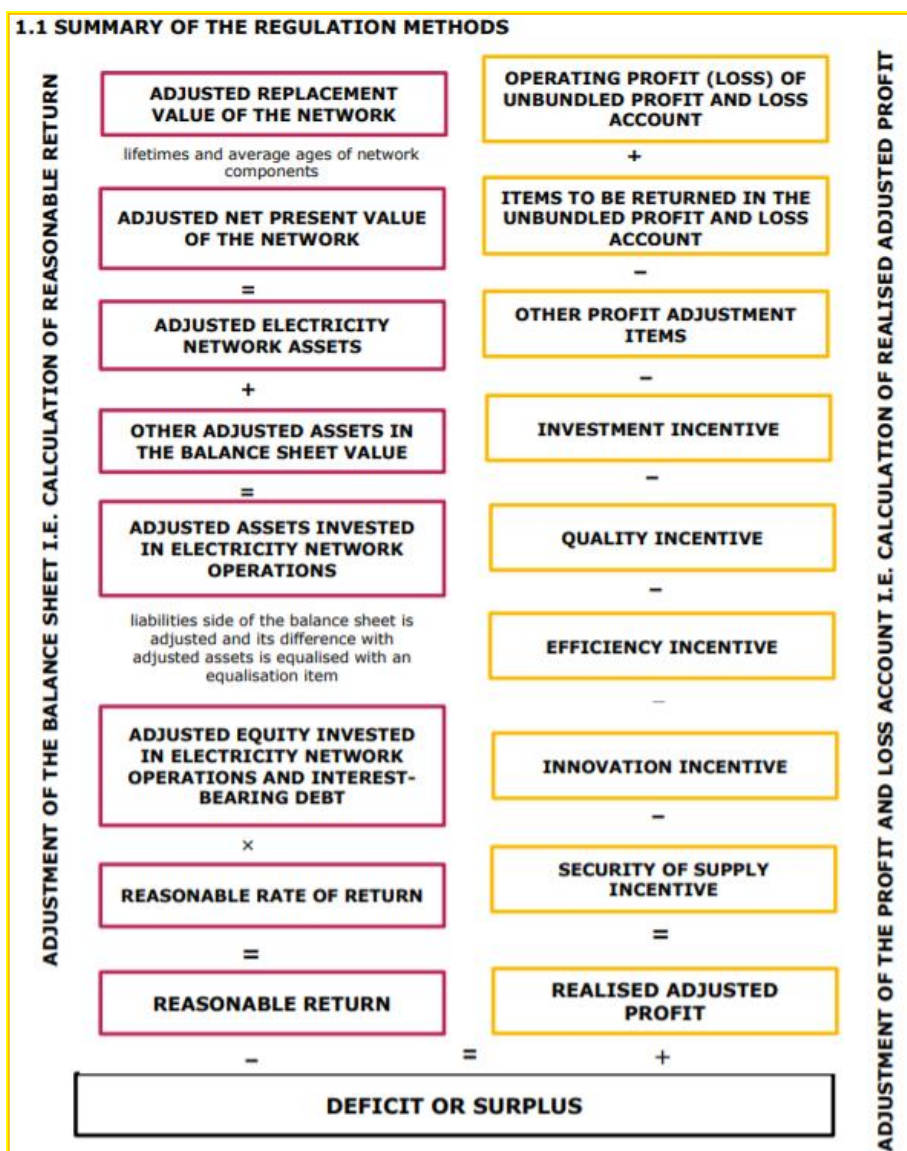 1.1 SUMMARY OF THE REGULATION METHODS
ADJUSTMENT OF THE BALANCE SHEET I.E. CALCULATION OF REASONABLE RETURN
ADJUSTED REPLACEMENT
VALUE OF THE NETWORK
lifetimes and average ages of network
components
ADJUSTED NET PRESENT VALUE
OF THE NETWORK
=
ADJUSTED ELECTRICITY
NETWORK ASSETS
+
OTHER ADJUSTED ASSETS IN
THE BALANCE SHEET VALUE
=
ADJUSTED ASSETS INVESTED
IN ELECTRICITY NETWORK
OPERATIONS
liabilities side of the balance sheet is
adjusted and its difference with
adjusted assets is equalised with an
equalisation item
ADJUSTED EQUITY INVESTED
IN ELECTRICITY NETWORK
OPERATIONS AND INTEREST-
BEARING DEBT
×
REASONABLE RATE OF RETURN
=
REASONABLE RETURN
OPERATING PROFIT (LOSS) OF
UNBUNDLED PROFIT AND LOSS
ACCOUNT
+
ITEMS TO BE RETURNED IN THE
UNBUNDLED PROFIT AND LOSS
ACCOUNT
–
OTHER PROFIT ADJUSTMENT
ITEMS
–
INVESTMENT INCENTIVE
–
QUALITY INCENTIVE
–
EFFICIENCY INCENTIVE
–
INNOVATION INCENTIVE
–
SECURITY OF SUPPLY
INCENTIVE
=
REALISED ADJUSTED
PROFIT
– = +
DEFICIT OR SURPLUS
ADJUSTMENT OF THE PROFIT AND LOSS ACCOUNT I.E. CALCULATION OF REALISED ADJUSTED PROFIT